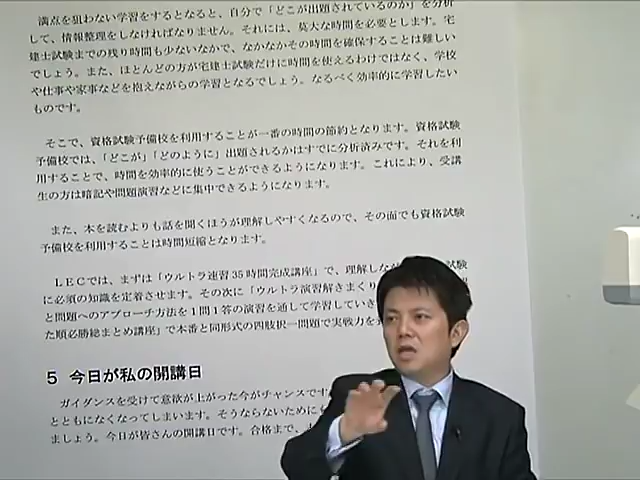 満点を狙わない学習をするとなると、自分で「どこが出題されているのか」を分析
して、情報整理をしなければなりません。それには、莫大な時間を必要とします。宅
建士試験までの残り時間も少ないなかで、なかなかその時間を確保することは難しい
でしょう。また、ほとんどの方が宅建士試験だけに時間を使えるわけではなく、学校
や仕事や家事などを抱えながらの学習となるでしょう。なるべく効率的に学習したい
ものです。
そこで、資格試験予備校を利用することが一番の時間の節約となります。資格試験
予備校では、「どこが」「どのように」出題されるかはすでに分析済みです。それを利
用することで、時間を効率的に使うことができるようになります。これにより、受講
生の方は暗記や問題演習などに集中できるようになります。
また、本を読むよりも話を聞くほうが理解しやすくなるので、その面でも資格試験
予備校を利用することは時間短縮となります。
LECでは、まずは「ウルトラ速習35時間完成講座」で、理解しなが 試験
に必須の知識を定着させます。その次に「ウルトラ演習解きまくり
と問題へのアプローチ方法を1問1答の演習を通して学習していき
た順必勝総まとめ講座」で本番と同形式の四肢択一問題で実戦力を
5 今日が私の開講日
ガイダンスを受けて意欲が上がった今がチャンスです
とともになくなってしまいます。そうならないために
ましょう。今日が皆さんの開講日です。合格まで、